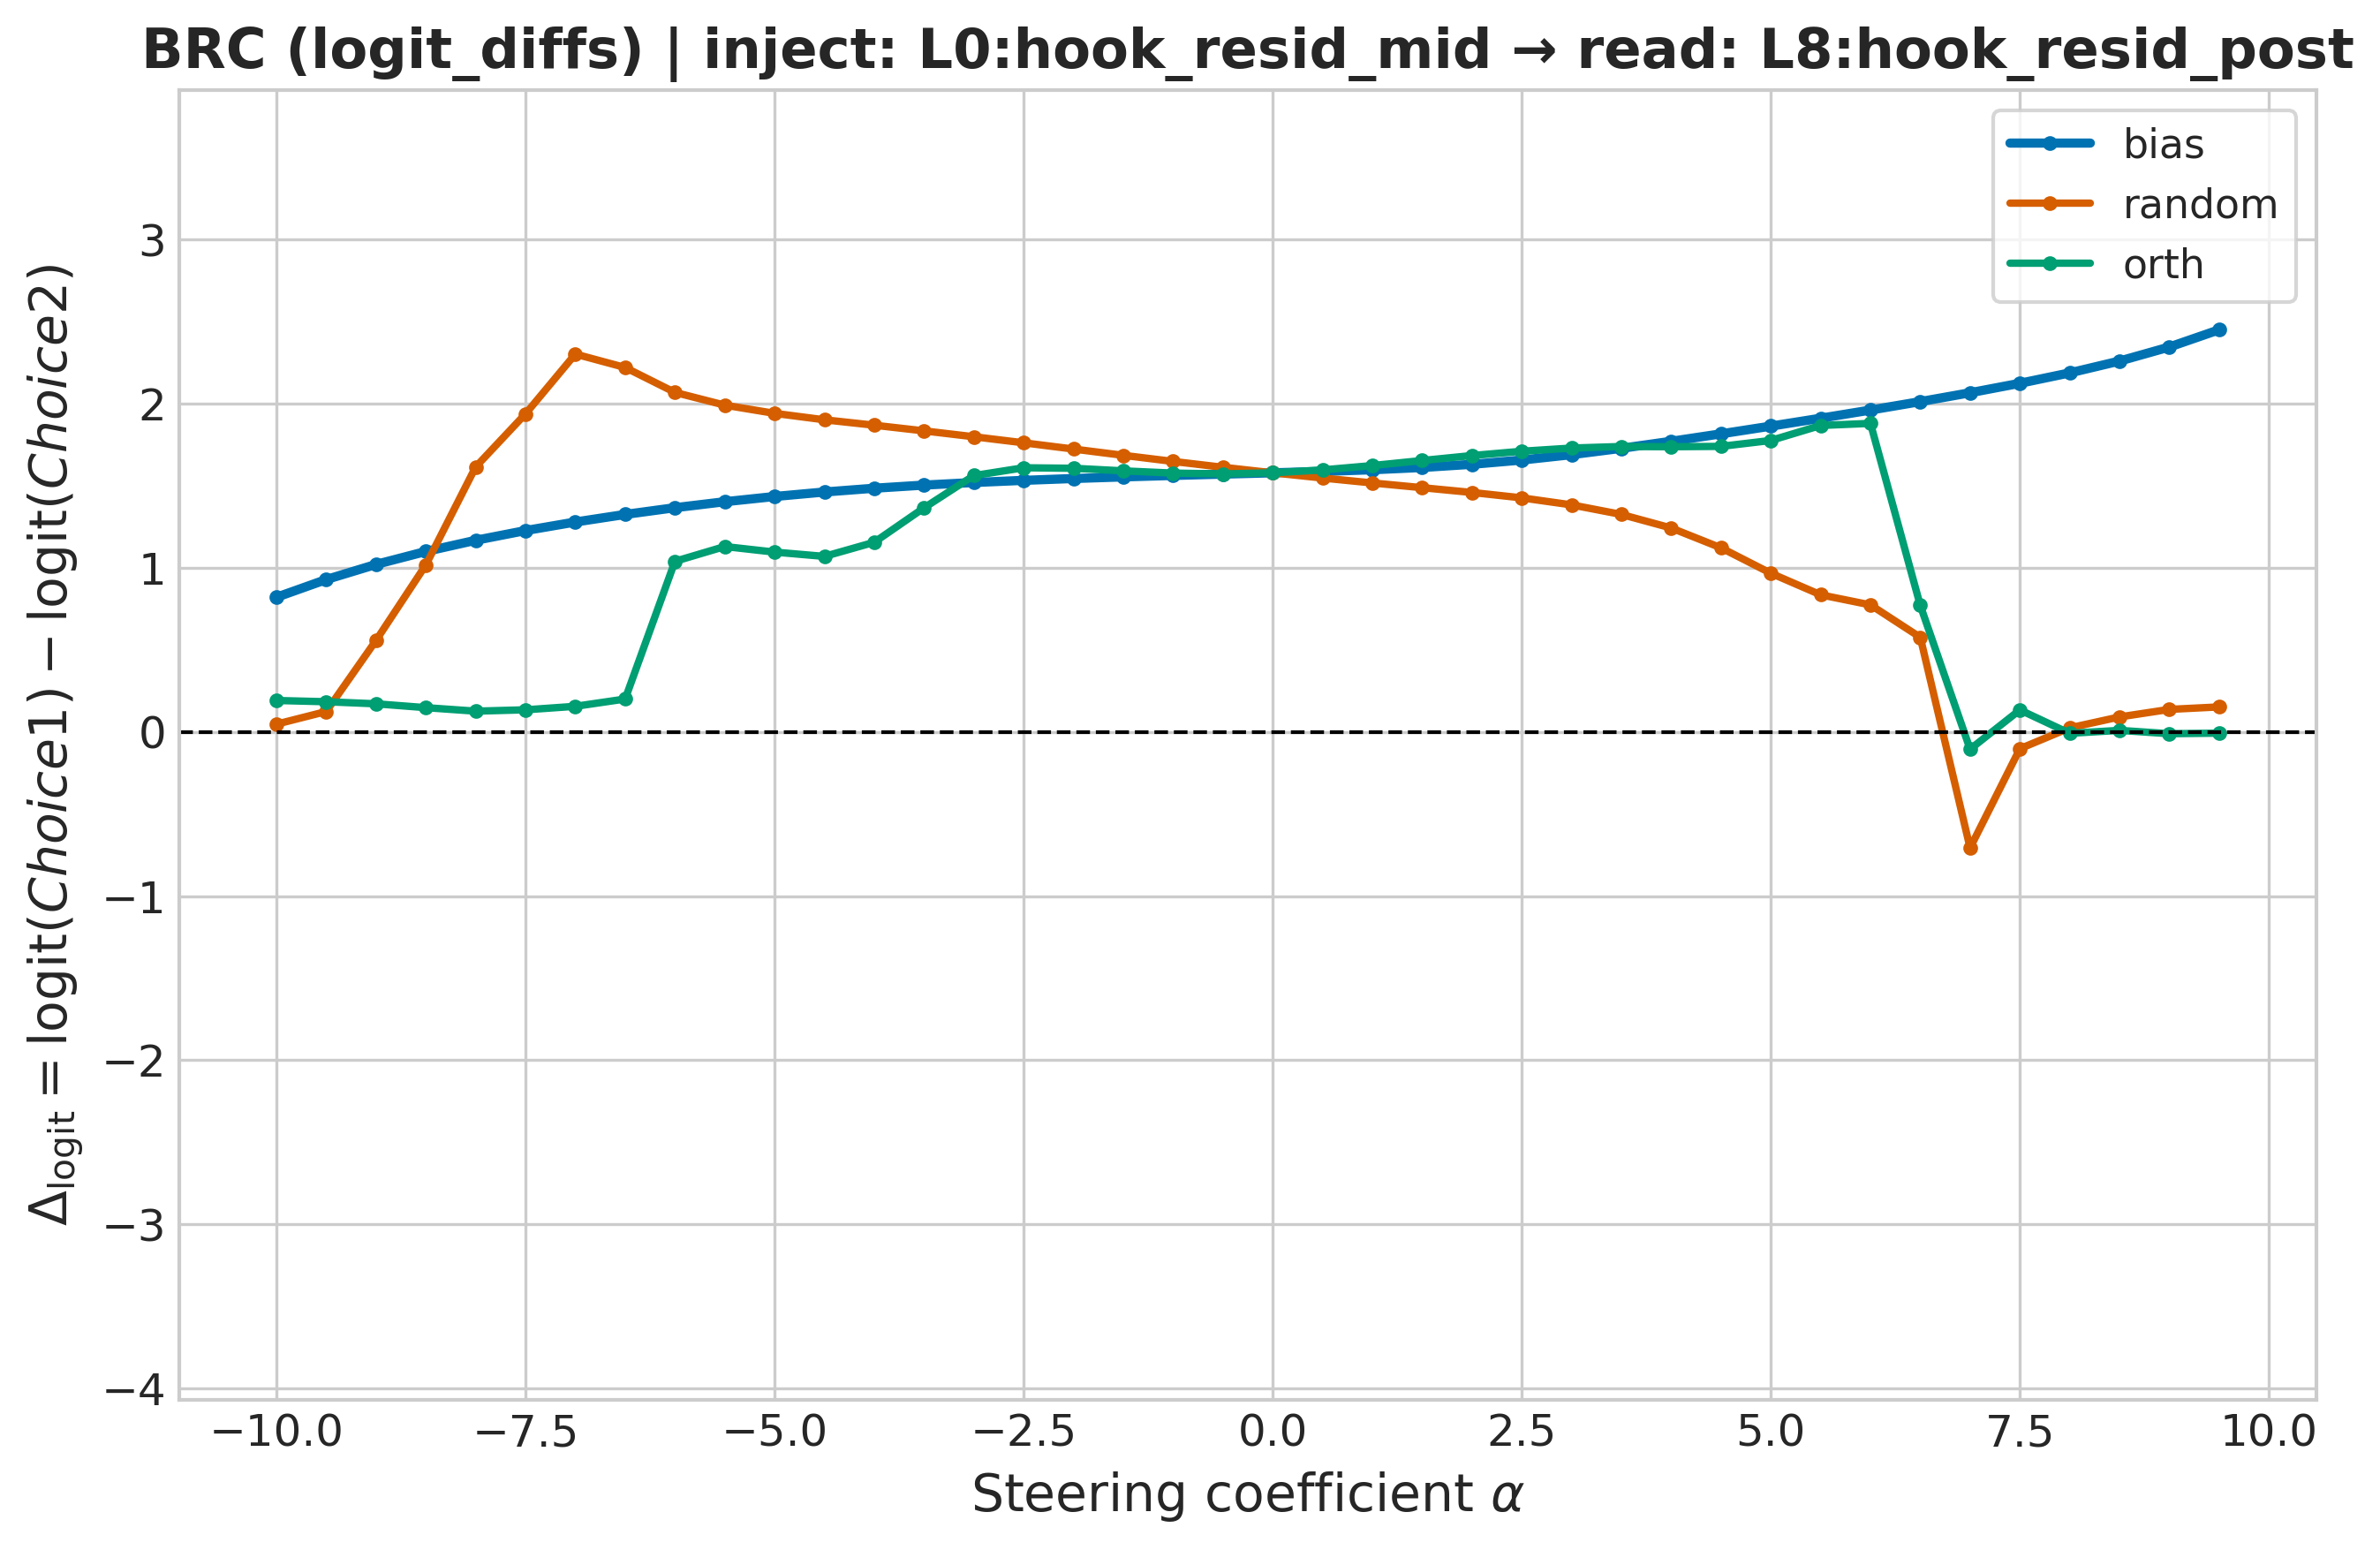 BRC (logit_diffs) | inject: L0:hook_resid_mid → read: L8:hook_resid_post
bias
random
orth
Δlogit = logit(Choice1) − logit(Choice2)
3
2
1
0
−1
−2
−3
−4
−10.0 −7.5 −5.0 −2.5 0.0 2.5 5.0 7.5 10.0
Steering coefficient α